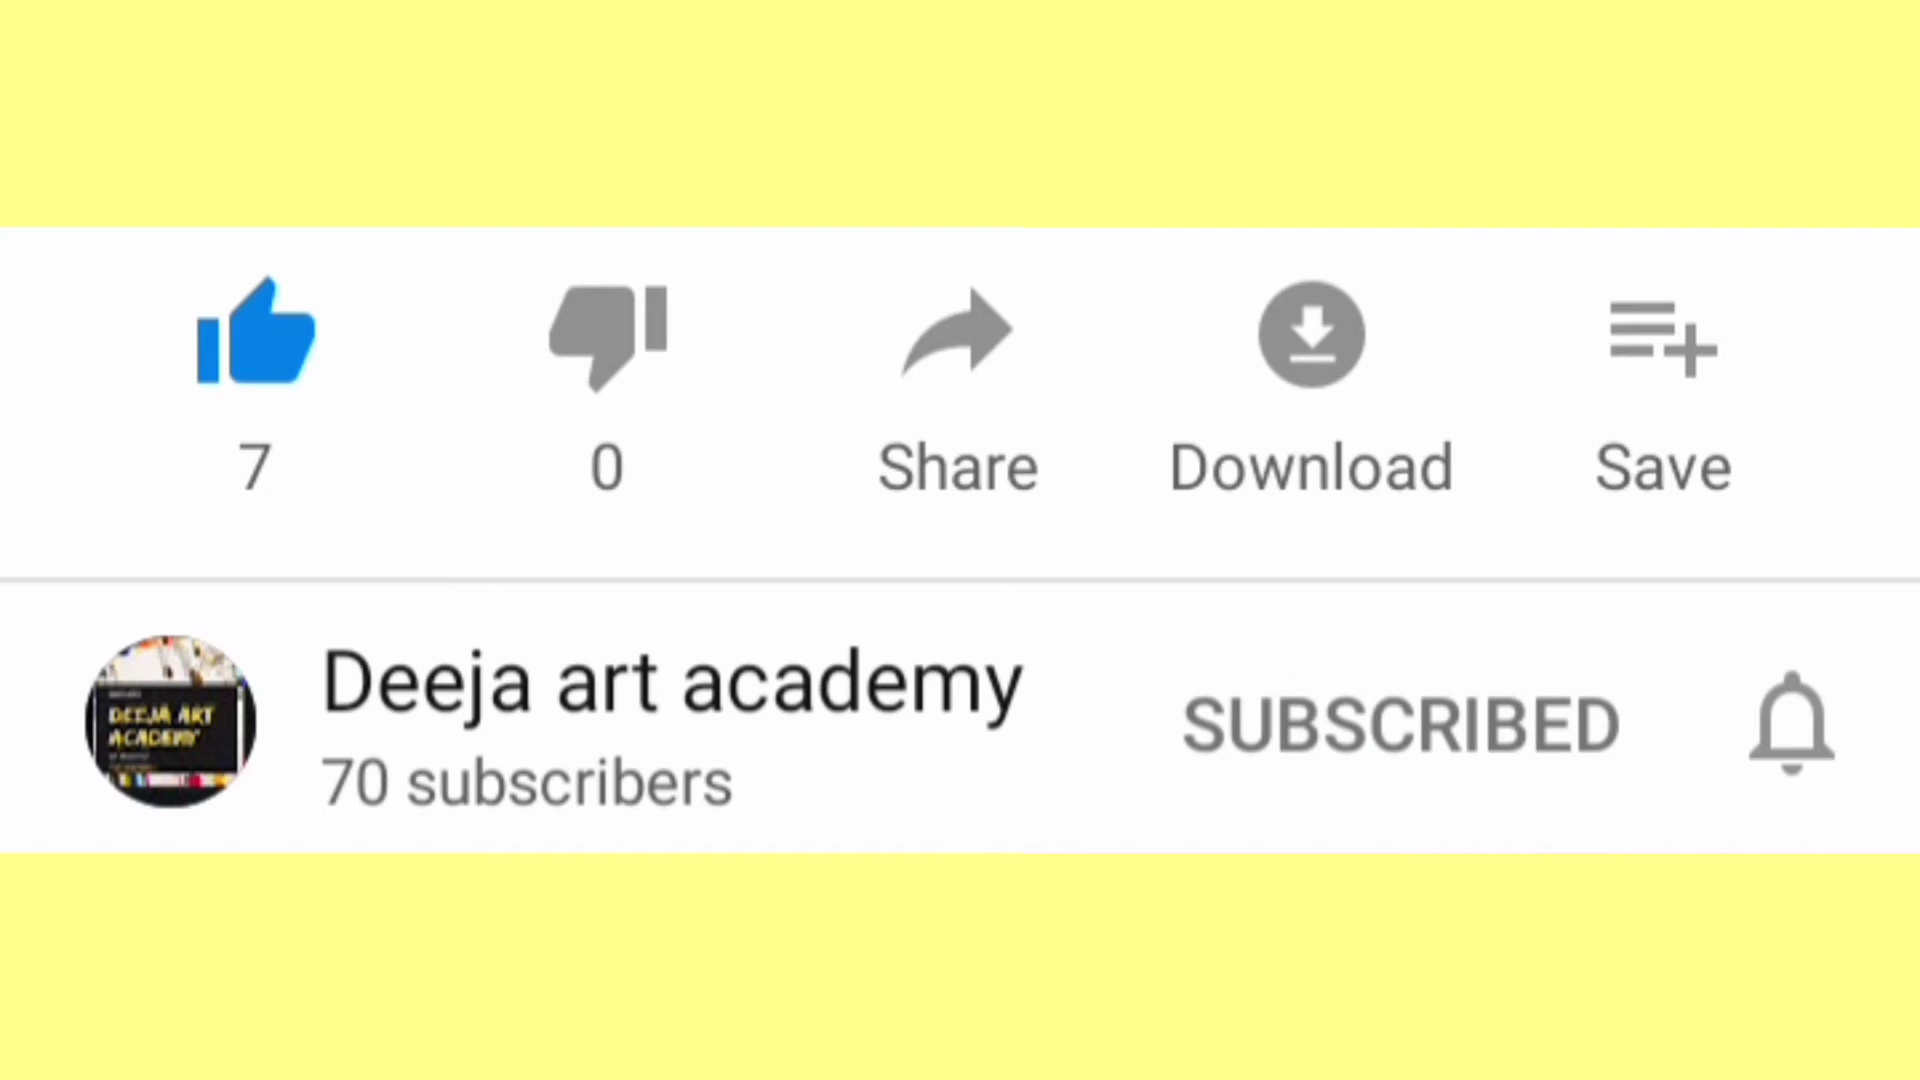 7 0 Share Download Save
Deeja art academy
70 subscribers
SUBSCRIBED
DEEJA ART
ACADEMY